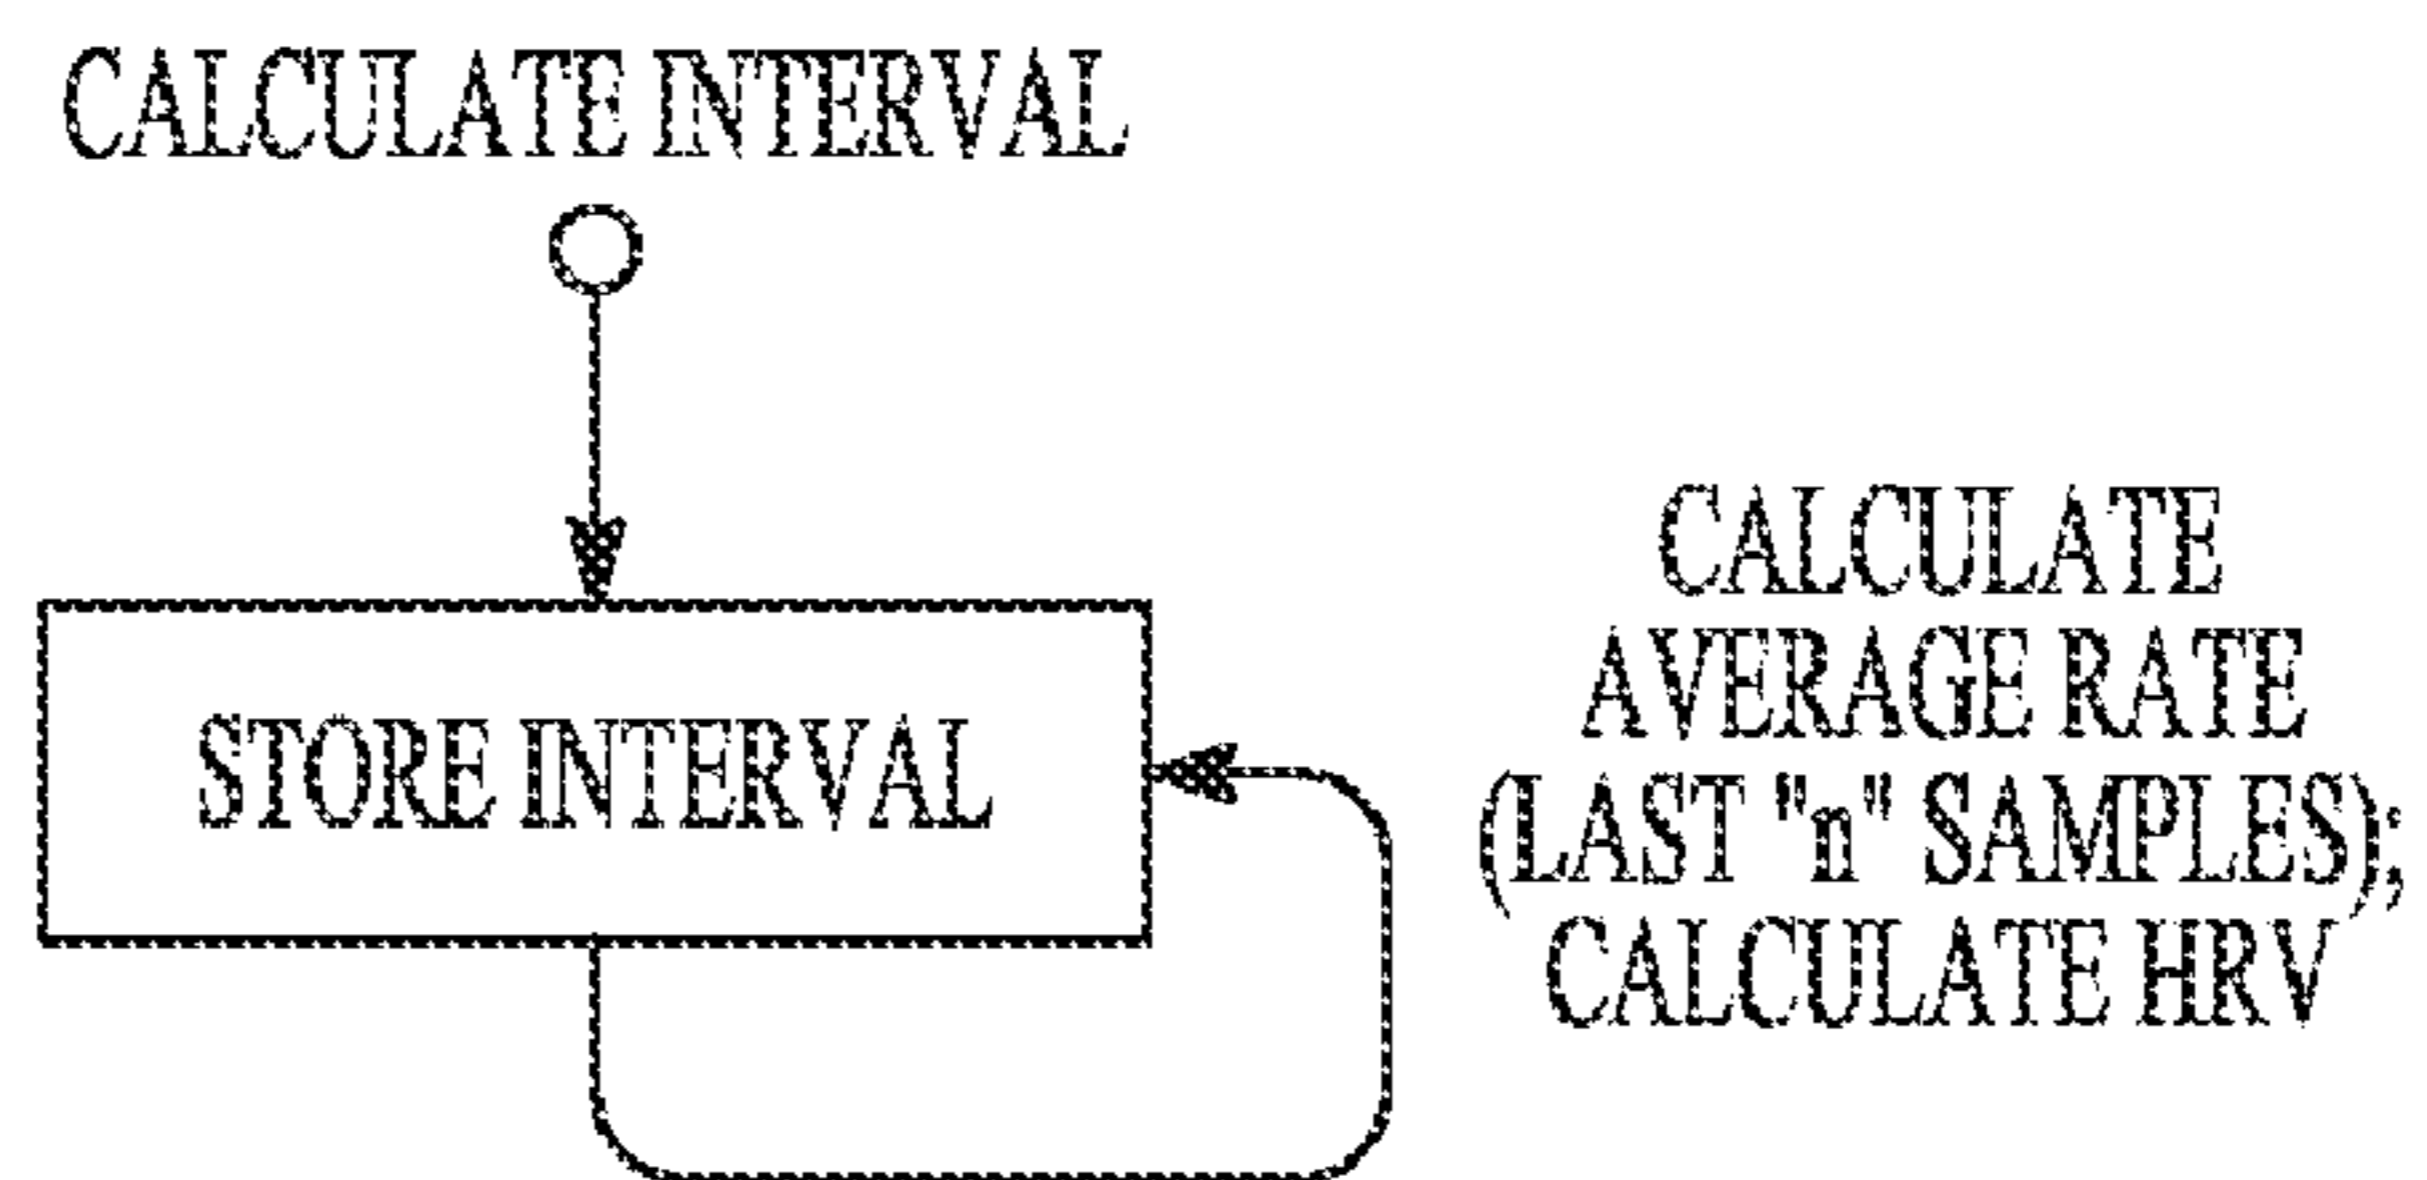 CALCULATE INTERVAL
STORE INTERVAL
CALCULATE
AVERAGE RATE
(LAST "n" SAMPLES);
CALCULATE HRV